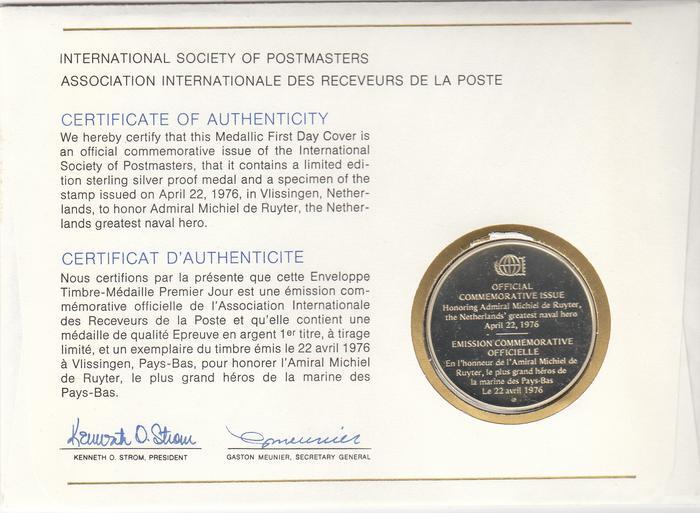 INTERNATIONAL SOCIETY OF POSTMASTERS
ASSOCIATION INTERNATIONALE DES RECEVEURS DE LA POSTE
CERTIFICATE OF AUTHENTICITY
We hereby certify that this Medallic First Day Cover is
an official commemorative issue of the International
Society of Postmasters, that it contains a limited edi-
tion sterling silver proof medal and a specimen of the
stamp issued on April 22, 1976, in Vlissingen, Nether-
lands, to honor Admiral Michiel de Ruyter, the Nether-
lands greatest naval hero.
CERTIFICAT D'AUTHENTICITE
Nous certifions par la présente que cette Enveloppe
Timbre-Médaille Premier Jour est une émission com-
mémorative officielle de l'Association Internationale
des Receveurs de la Poste et qu'elle contient une
médaille de qualité Epreuve en argent 1er titre, à tirage
limité, et un exemplaire du timbre émis le 22 avril 1976
à Vlissingen, Pays-Bas, pour honorer l'Amiral Michiel
de Ruyter, le plus grand héros de la marine des
Pays-Bas.
Kenneth O. Strom
KENNETH O. STROM, PRESIDENT
GMeunier
GASTON MEUNIER, SECRETARY GENERAL
OFFICIAL
COMMEMORATIVE ISSUE
Honoring Admiral Michiel de Ruyter,
the Netherlands' greatest naval hero
April 22, 1976
EMISSION COMMEMORATIVE
OFFICIELLE
En l'honneur de l'Amiral Michiel de
Ruyter, le plus grand héros de
la marine des Pays-Bas
Le 22 avril 1976